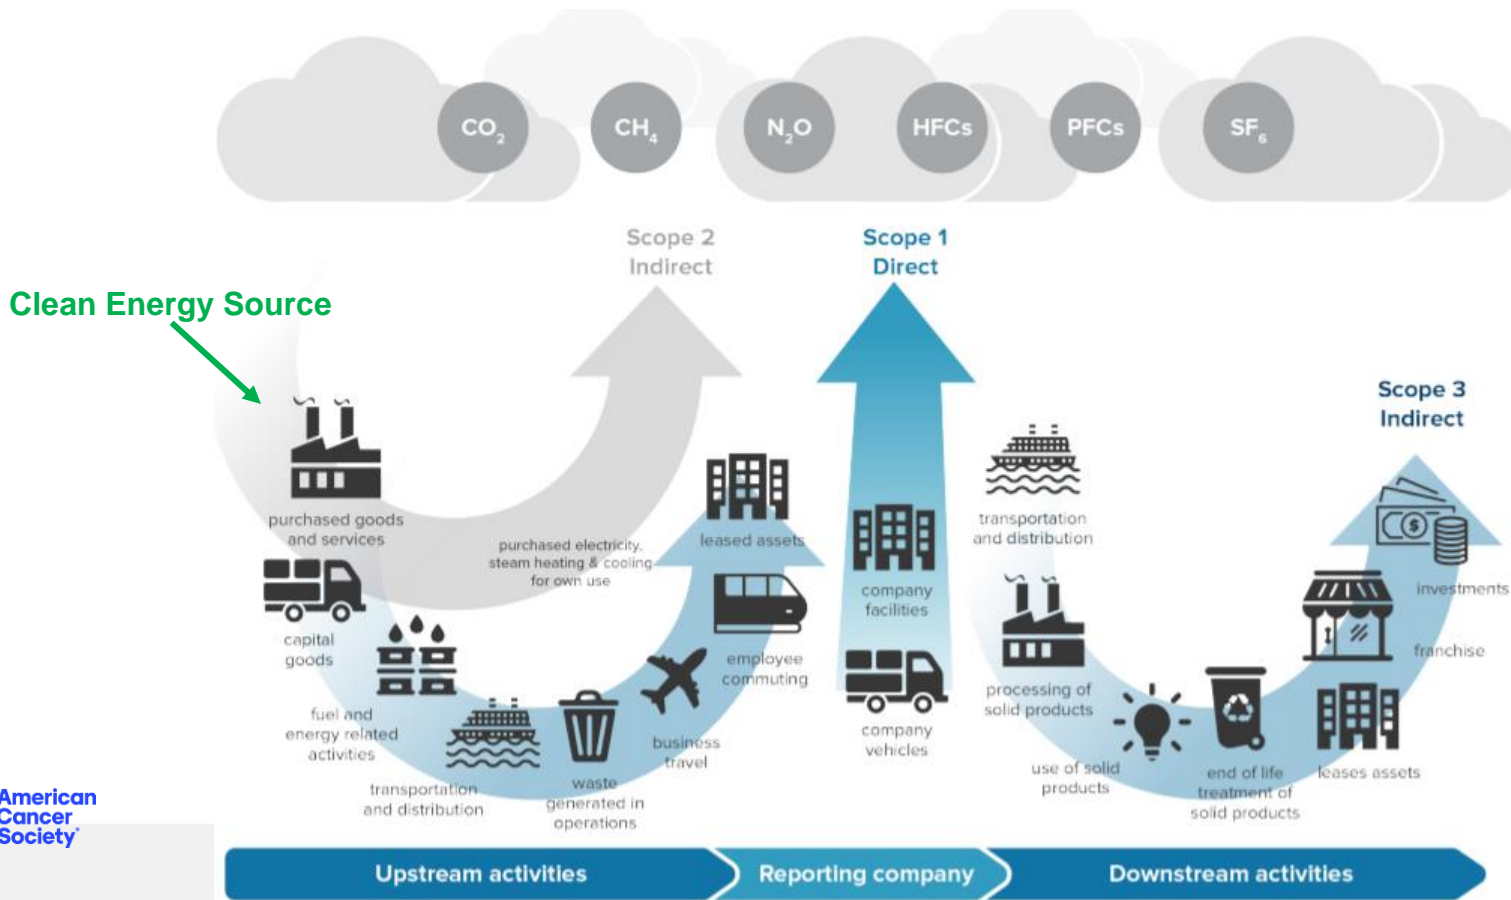 CO₂
CH₄
N₂O
HFCs
PFCs
SF₆
Scope 2
Indirect
Scope 1
Direct
Clean Energy Source
Scope 3
Indirect
purchased goods
and services
purchased electricity,
steam heating & cooling
for own use
leased assets
company
facilities
transportation
and distribution
investments
capital
goods
employee
commuting
franchise
fuel and
energy related
activities
business
travel
company
vehicles
processing of
solid products
transportation
and distribution
waste
generated in
operations
use of solid
products
end of life
treatment of
solid products
leases assets
American
Cancer
Society®
Upstream activities
Reporting company
Downstream activities